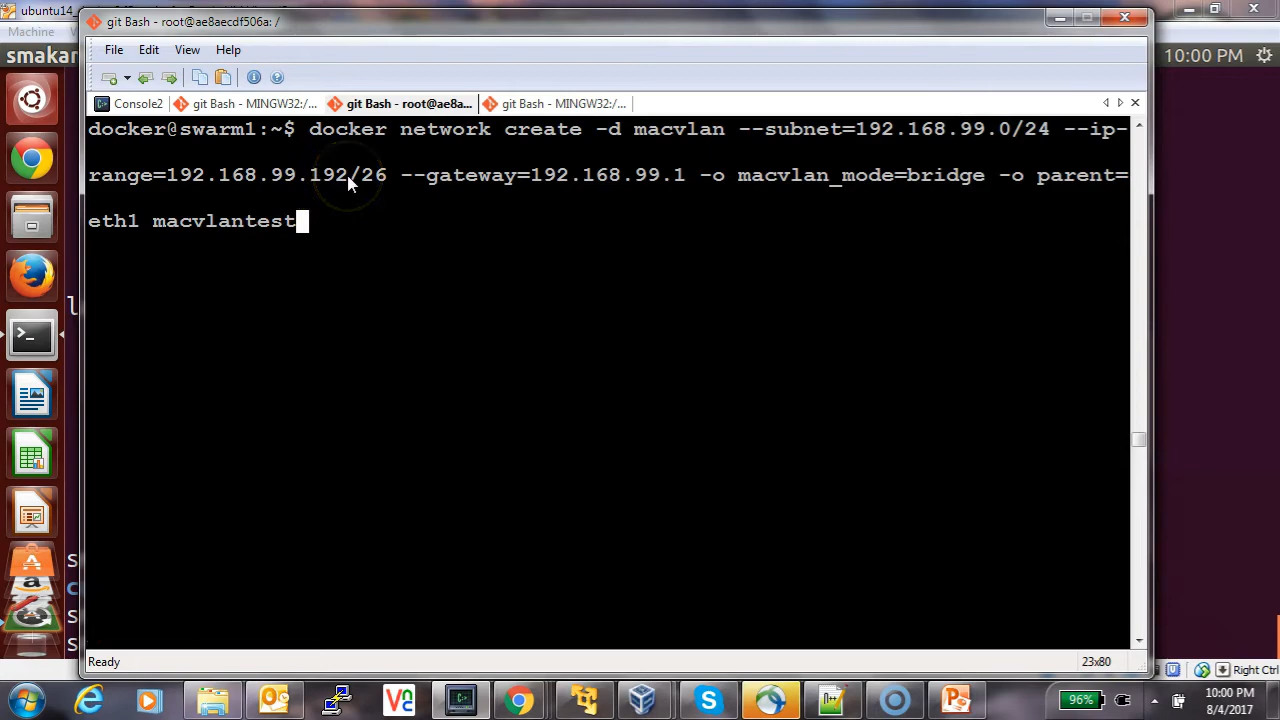 ubuntu14_
git Bash - root@ae8aecdf506a: /
Machine
smakar
10:00 PM
File Edit View Help
Console2 git Bash - MINGW32:/... git Bash - root@ae8a... git Bash - MINGW32:/...
docker@swarm1:~$ docker network create -d macvlan --subnet=122.168.99.0/24 --ip-
range=192.168.99.192/26 --gateway=192.168.99.1 -o macvlan_mode=bridge -o parent=
eth1 macvlantest
Ready
23x80
Right Ctrl
96%
10:00 PM
8/4/2017